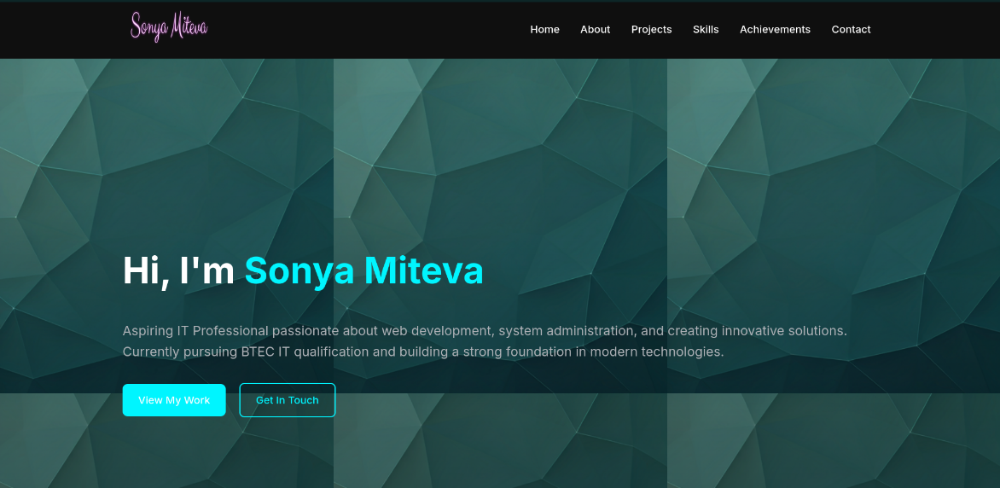 Sonya Miteva
Home About Projects Skills Achievements Contact
Hi, I'm Sonya Miteva
Aspiring IT Professional passionate about web development, system administration, and creating innovative solutions.
Currently pursuing BTEC IT qualification and building a strong foundation in modern technologies.
View My Work Get In Touch